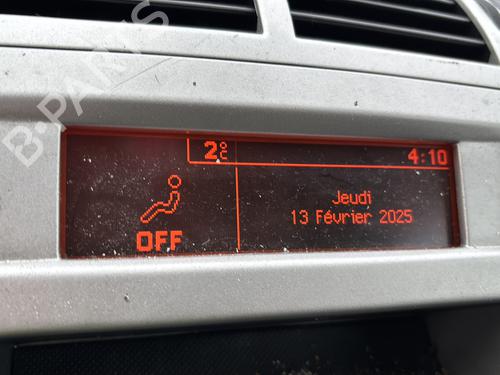 B-PARTS
2°C 4:10
Jeudi
13 Février 2025
OFF